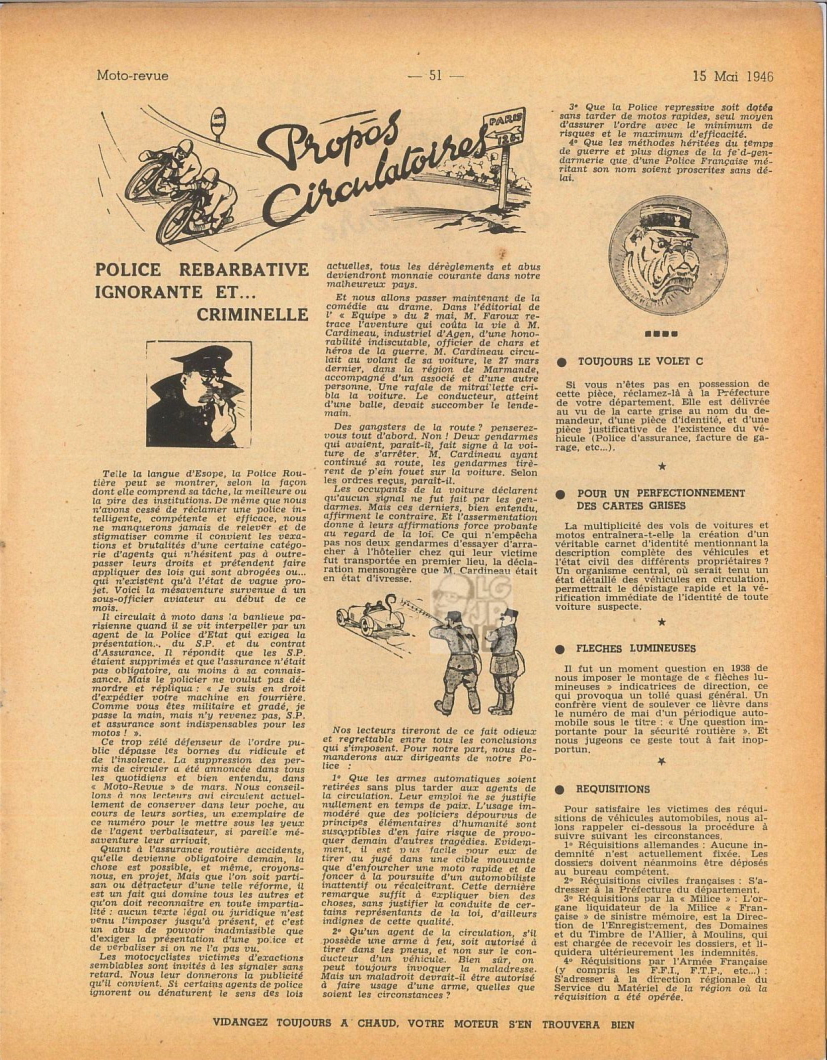 Moto-revue
— 51 —
15 Mai 1946
Propos
Circulatoires
PARIS
POLICE REBARBATIVE
IGNORANTE ET...
CRIMINELLE
Telle la langue d'Esope, la Police Rou-
tière peut se montrer, selon la façon
dont elle comprend sa tâche, la meilleure ou
la pire des institutions. De même que nous
n'avons cessé de réclamer une police in-
telligente, compétente et efficace, nous
ne manquerons jamais de relever et de
stigmatiser comme il convient les vexa-
tions et brutalités d'une certaine catégo-
rie d'agents qui n'hésitent pas à outre-
passer leurs droits et prétendent faire
appliquer des lois qui sont abrogées ou...
qui n'existent qu'à l'état de vague pro-
jet. Voici la mésaventure survenue à un
sous-officier aviateur au début de ce
mois.
Il circulait à moto dans la banlieue pa-
risienne quand il se vit interpeller par un
agent de la Police d'Etat qui exigea la
présentation... du S.P. et du contrat
d'Assurance. Il répondit que les S.P.
étaient supprimés et que l'assurance n'était
pas obligatoire, au moins à sa connais-
sance. Mais le policier ne voulut pas dé-
mordre et répliqua : « Je suis en droit
d'expédier votre machine en fourrière.
Comme vous êtes militaire et gradé, je
passe la main, mais n'y revenez pas, S.P.
et assurance sont indispensables pour les
motos ! ».
Ce trop zélé défenseur de l'ordre pu-
blic dépasse les bornes du ridicule et
de l'insolence. La suppression des per-
mis de circuler a été annoncée dans tous
les quotidiens et bien entendu, dans
« Moto-Revue » de mars. Nous conseil-
lons à nos lecteurs qui circulent actuel-
lement de conserver dans leur poche, au
cours de leurs sorties, un exemplaire de
ce numéro pour le mettre sous les yeux
de l'agent verbalisateur, si pareille mé-
saventure leur arrivait.
Quant à l'assurance routière accidents,
qu'elle devienne obligatoire demain, la
chose est possible, et même, croyons-
nous, en projet. Mais que l'on soit parti-
san ou détracteur d'une telle réforme, il
est un fait qui domine tous les autres et
qu'on doit reconnaître en toute impartia-
lité : aucun texte légal ou juridique n'est
venu l'imposer jusqu'à présent, et c'est
un abus de pouvoir inadmissible que
d'exiger la présentation d'une police et
de verbaliser si on ne l'a pas vu.
Les motocyclistes victimes d'exactions
semblables sont invités à les signaler sans
retard. Nous leur donnerons la publicité
qu'il convient. Si certains agents de police
ignorent ou dénaturent le sens des lois
actuelles, tous les dérèglements et abus
deviendront monnaie courante dans notre
malheureux pays.
Et nous allons passer maintenant de la
comédie au drame. Dans l'éditorial de
l' « Equipe » du 2 mai, M. Faroux re-
trace l'aventure qui coûta la vie à M.
Cardineau, industriel d'Agen, d'une hono-
rabilité indiscutable, officier de chars et
héros de la guerre. M. Cardineau circu-
lait au volant de sa voiture, le 27 mars
dernier, dans la région de Marmande,
accompagné d'un associé et d'une autre
personne. Une rafale de mitraillette cri-
bla la voiture. Le conducteur, atteint
d'une balle, devait succomber le lende-
main.
Des gangsters de la route ? penserez-
vous tout d'abord. Non ! Deux gendarmes
qui avaient, paraît-il, fait signe à la voi-
ture de s'arrêter. M. Cardineau ayant
continué sa route, les gendarmes tirè-
rent de plein fouet sur la voiture. Selon
les ordres reçus, paraît-il.
Les occupants de la voiture déclarent
qu'aucun signal ne fut fait par les gen-
darmes. Mais ces derniers, bien entendu,
affirment le contraire. Et l'assermentation
donne à leurs affirmations force probante
au regard de la loi. Ce qui n'empêcha
pas nos deux gendarmes d'essayer d'arra-
cher à l'hôtelier chez qui leur victime
fut transportée en premier lieu, la décla-
ration mensongère que M. Cardineau était
en état d'ivresse.
Nos lecteurs tireront de ce fait odieux
et regrettable entre tous les conclusions
qui s'imposent. Pour notre part, nous de-
manderons aux dirigeants de notre Po-
lice :
1° Que les armes automatiques soient
retirées sans plus tarder aux agents de
la circulation. Leur emploi ne se justifie
nullement en temps de paix. L'usage im-
modéré que des policiers dépourvus de
principes élémentaires d'humanité sont
susceptibles d'en faire risque de provo-
quer demain d'autres tragédies. Evidem-
ment, il est plus facile pour eux de
tirer au jugé dans une cible mouvante
que d'enfourcher une moto rapide et de
foncer à la poursuite d'un automobiliste
inattentif ou récalcitrant. Cette dernière
remarque suffit à expliquer bien des
choses, sans justifier la conduite de cer-
tains représentants de la loi, d'ailleurs
indignes de cette qualité.
2° Qu'un agent de la circulation, s'il
possède une arme à feu, soit autorisé à
tirer dans les pneus, et non sur le con-
ducteur d'un véhicule. Bien sûr, on
peut toujours invoquer la maladresse.
Mais un maladroit devrait-il être autorisé
à faire usage d'une arme, quelles que
soient les circonstances ?
3° Que la Police repressive soit dotée
sans tarder de motos rapides, seul moyen
d'assurer l'ordre avec le minimum de
risques et le maximum d'efficacité.
4° Que les méthodes héritées du temps
de guerre et plus dignes de la feld-gen-
darmerie que d'une Police Française mé-
ritant son nom soient proscrites sans dé-
lai.
● TOUJOURS LE VOLET C
Si vous n'êtes pas en possession de
cette pièce, réclamez-là à la Préfecture
de votre département. Elle est délivrée
au vu de la carte grise au nom du de-
mandeur, d'une pièce d'identité, et d'une
pièce justificative de l'existence du vé-
hicule (Police d'assurance, facture de ga-
rage, etc...).
● POUR UN PERFECTIONNEMENT
DES CARTES GRISES
La multiplicité des vols de voitures et
motos entraînera-t-elle la création d'un
véritable carnet d'identité mentionnant la
description complète des véhicules et
l'état civil des différents propriétaires ?
Un organisme central, où serait tenu un
état détaillé des véhicules en circulation,
permettrait le dépistage rapide et la vé-
rification immédiate de l'identité de toute
voiture suspecte.
● FLECHES LUMINEUSES
Il fut un moment question en 1938 de
nous imposer le montage de « flèches lu-
mineuses » indicatrices de direction, ce
qui provoqua un tollé quasi général. Un
confrère vient de soulever ce lièvre dans
le numéro de mai d'un périodique auto-
mobile sous le titre : « Une question im-
portante pour la sécurité routière ». Et
nous jugeons ce geste tout à fait inop-
portun.
● REQUISITIONS
Pour satisfaire les victimes des réqui-
sitions de véhicules automobiles, nous al-
lons rappeler ci-dessous la procédure à
suivre suivant les circonstances.
1° Réquisitions allemandes : Aucune in-
demnité n'est actuellement fixée. Les
dossiers doivent néanmoins être déposés
au bureau compétent.
2° Réquisitions civiles françaises : S'a-
dresser à la Préfecture du département.
3° Réquisitions par la « Milice » : L'or-
gane liquidateur de la Milice « Fran-
çaise » de sinistre mémoire, est la Direc-
tion de l'Enregistrement, des Domaines
et du Timbre de l'Allier, à Moulins, qui
est chargée de recevoir les dossiers, et li-
quidera ultérieurement les indemnités.
4° Réquisitions par l'Armée Française
(y compris les F.F.I., F.T.P., etc...) :
S'adresser à la direction régionale du
Service du Matériel de la région où la
réquisition a été opérée.
VIDANGEZ TOUJOURS A CHAUD, VOTRE MOTEUR S'EN TROUVERA BIEN